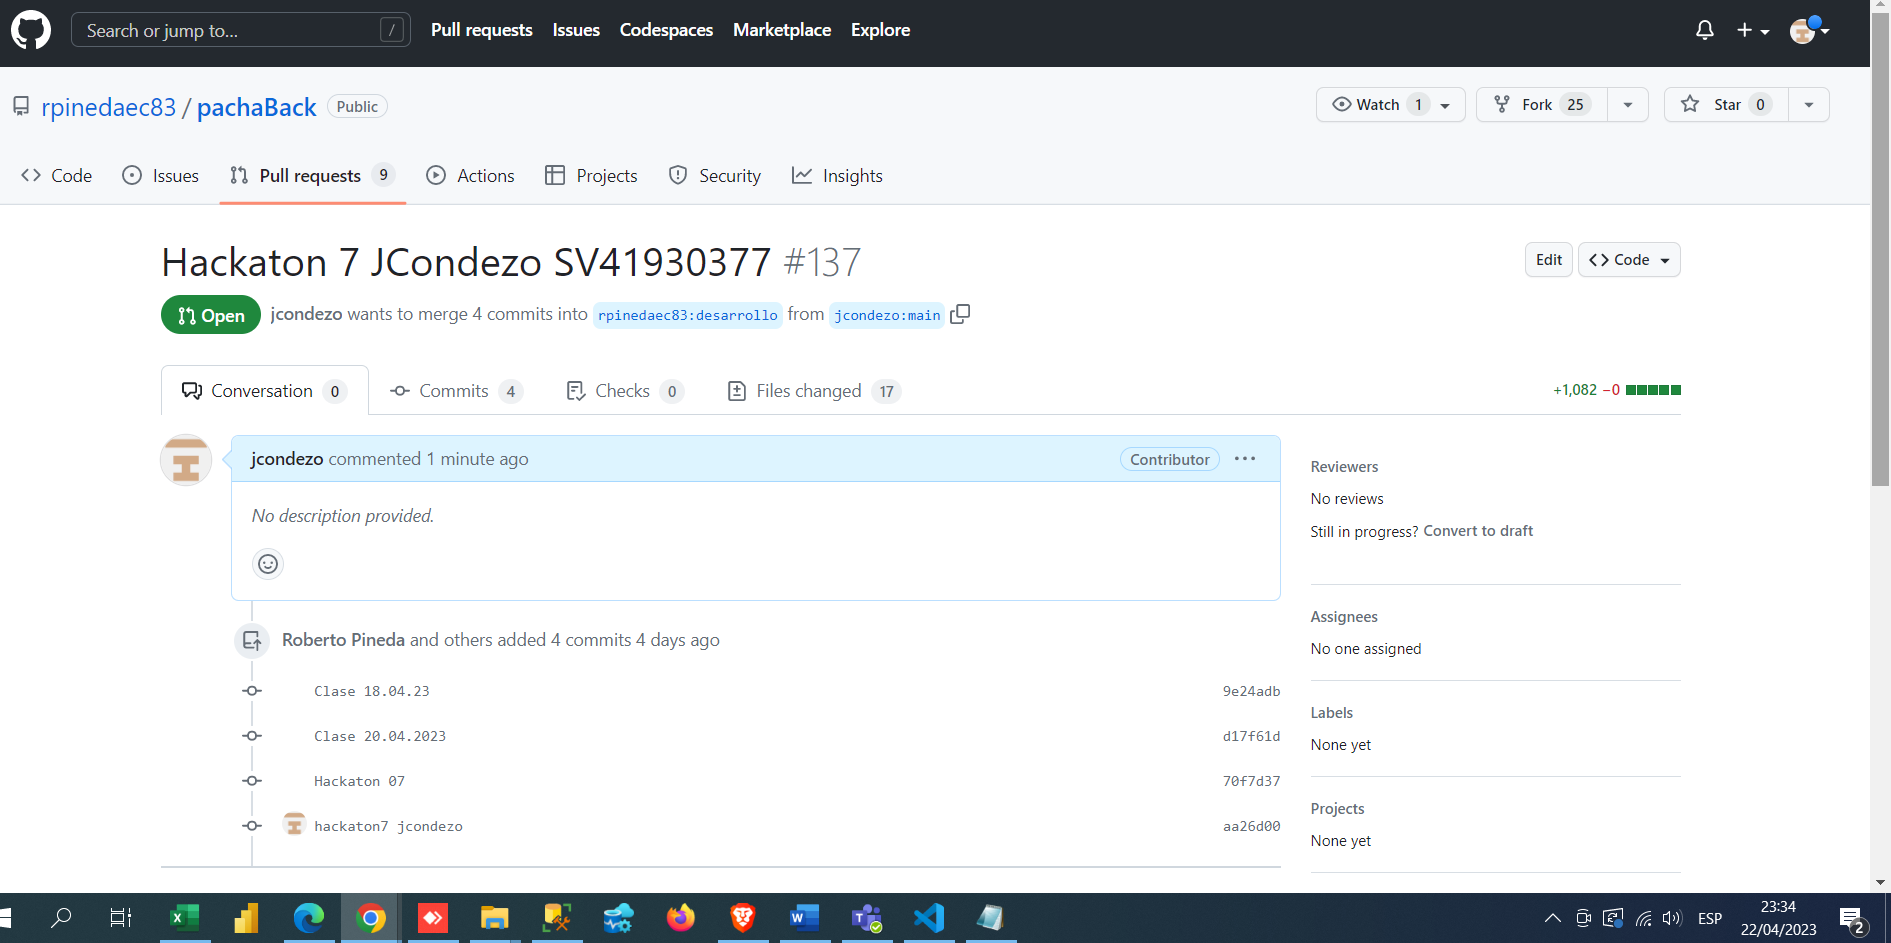 Search or jump to... /
Pull requests Issues Codespaces Marketplace Explore
rpinedaec83 / pachaBack Public
Watch 1 Fork 25 Star 0
Code Issues Pull requests 9 Actions Projects Security Insights
Hackaton 7 JCondezo SV41930377 #137
Edit <> Code
Open jcondezo wants to merge 4 commits into rpinedaec83:desarrollo from jcondezo:main
Conversation 0 Commits 4 Checks 0 Files changed 17
+1,082 −0
jcondezo commented 1 minute ago Contributor ...
No description provided.
Roberto Pineda and others added 4 commits 4 days ago
Clase 18.04.23 9e24adb
Clase 20.04.2023 d17f61d
Hackaton 07 70f7d37
hackaton7 jcondezo aa26d00
Reviewers
No reviews
Still in progress? Convert to draft
Assignees
No one assigned
Labels
None yet
Projects
None yet
ESP
23:34
22/04/2023
2